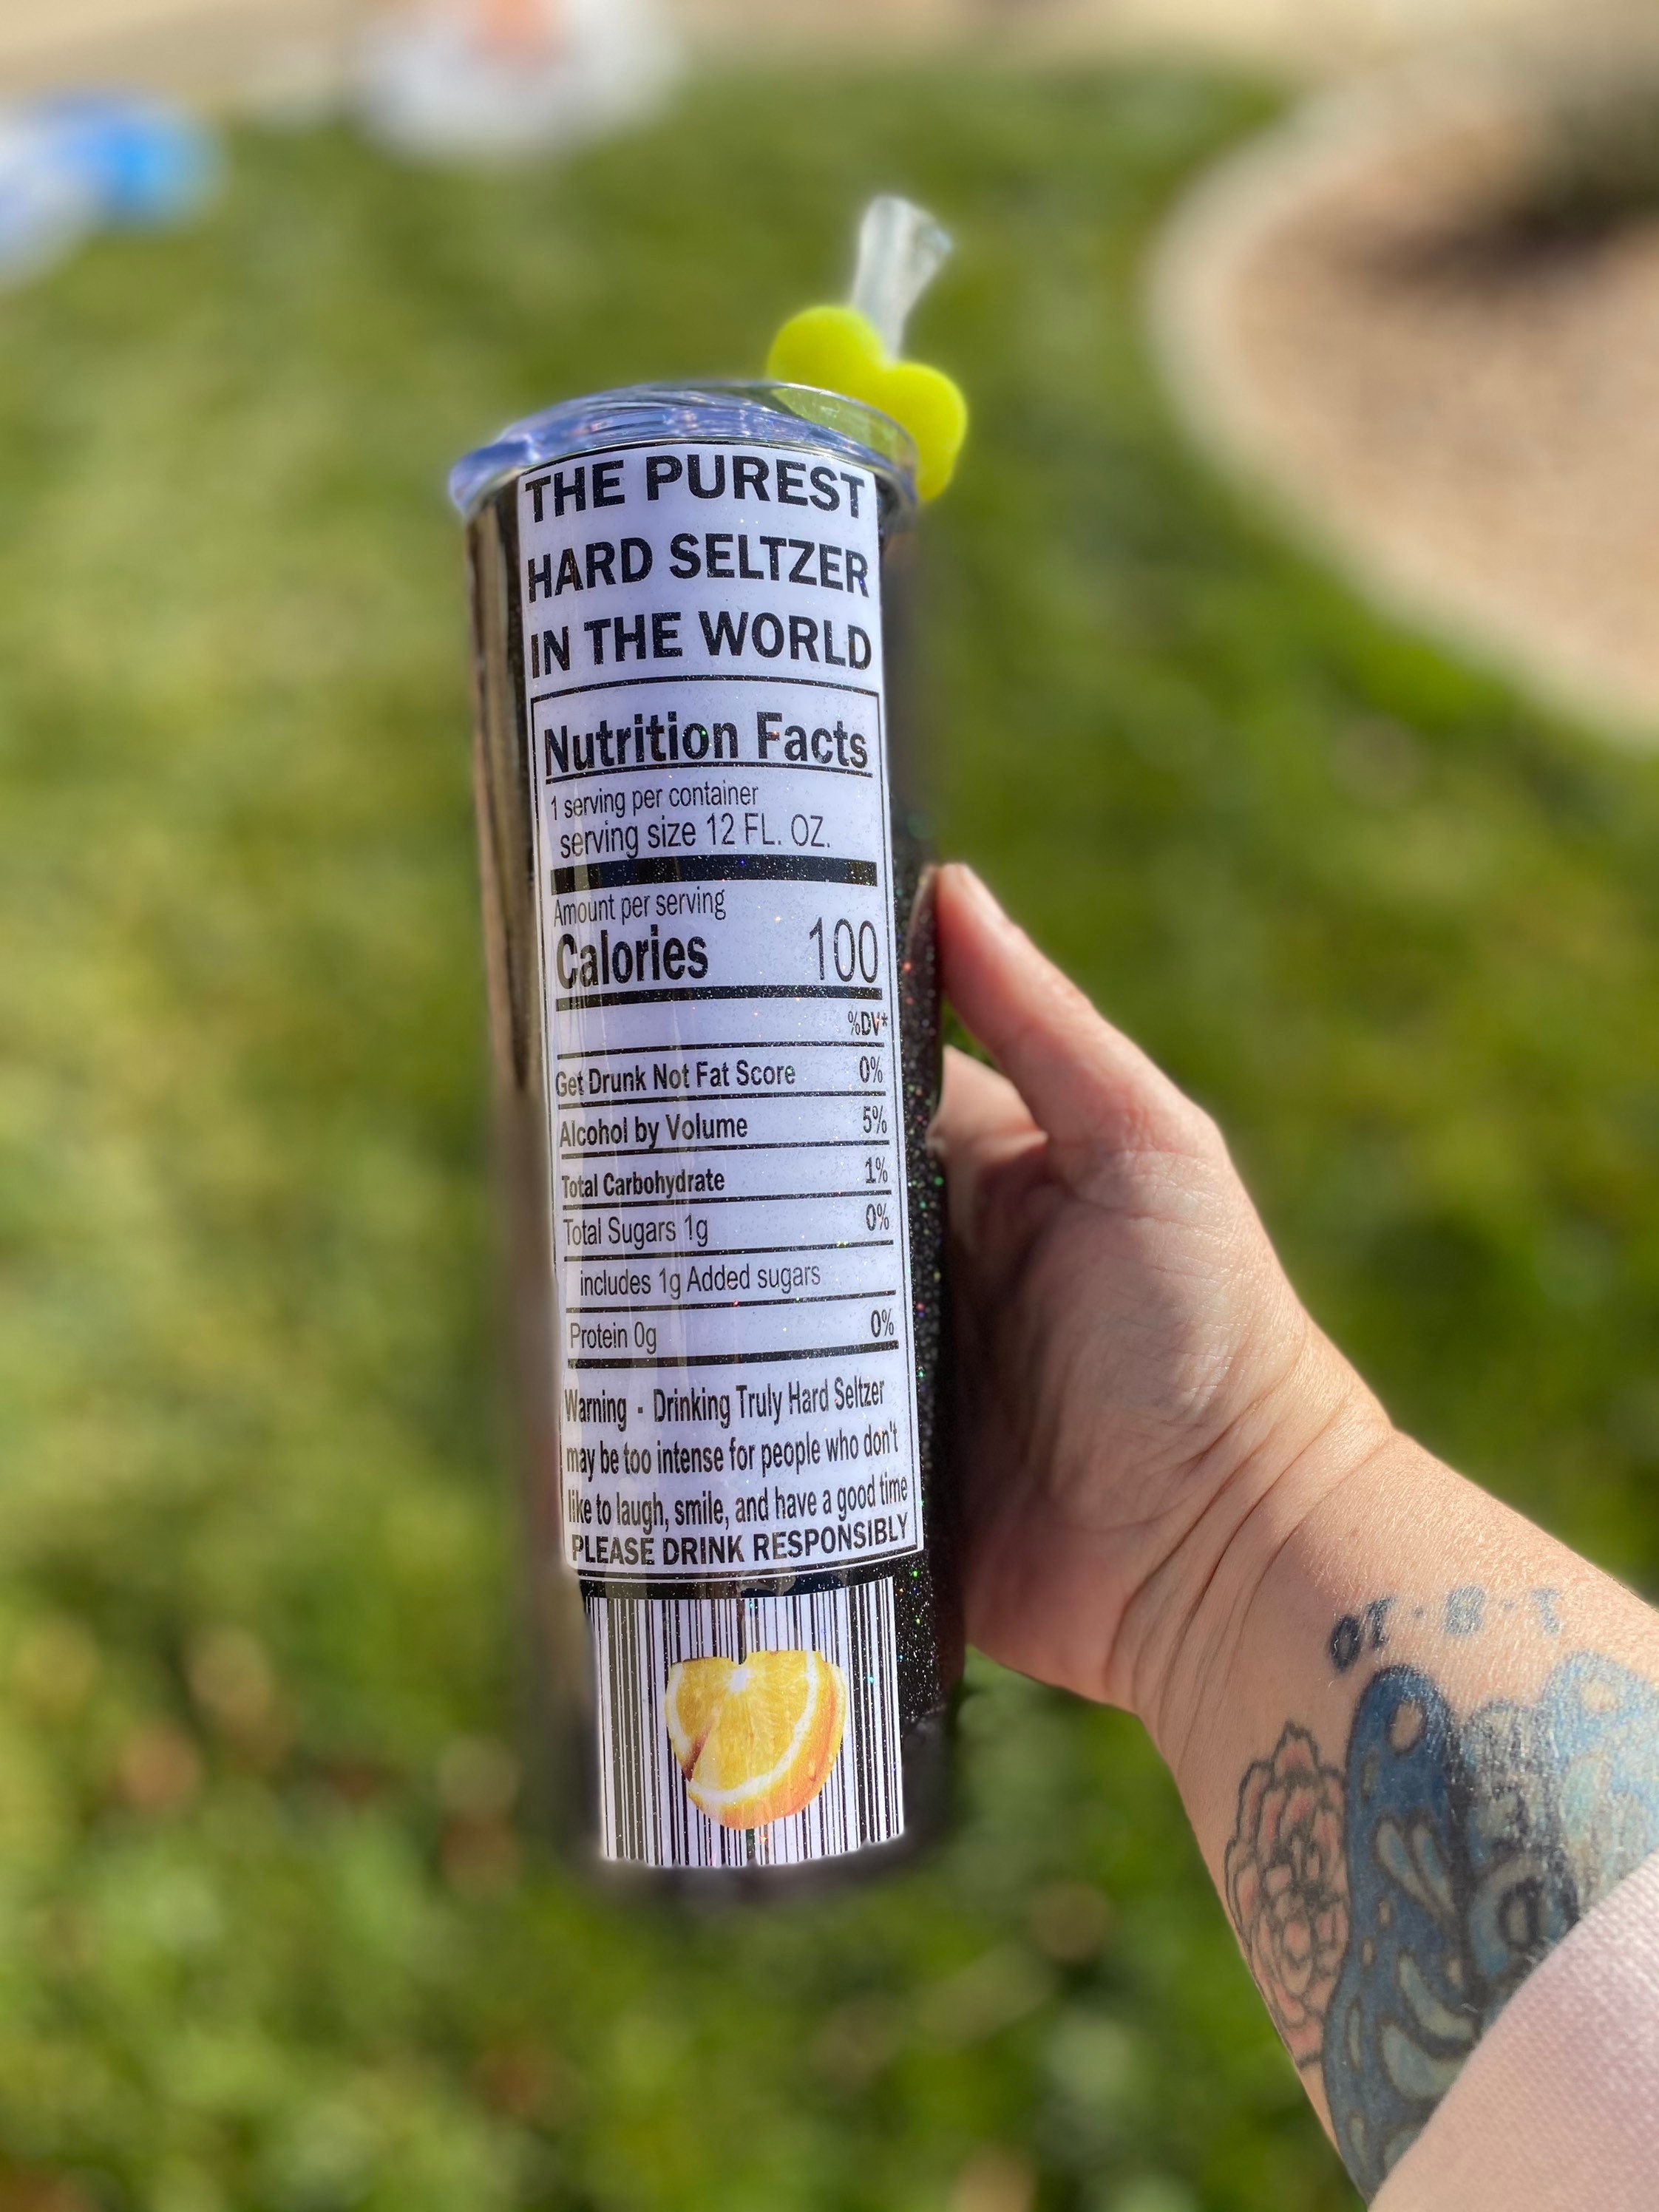 THE PUREST
HARD SELTZER
IN THE WORLD
Nutrition Facts
1 serving per container
serving size 12 FL. OZ.
Amount per serving
Calories 100
%DV*
Get Drunk Not Fat Score 0%
Alcohol by Volume 5%
Total Carbohydrate 1%
Total Sugars 1g 0%
includes 1g Added sugars
Protein 0g 0%
Warning - Drinking Truly Hard Seltzer
may be too intense for people who don't
like to laugh, smile, and have a good time
PLEASE DRINK RESPONSIBLY